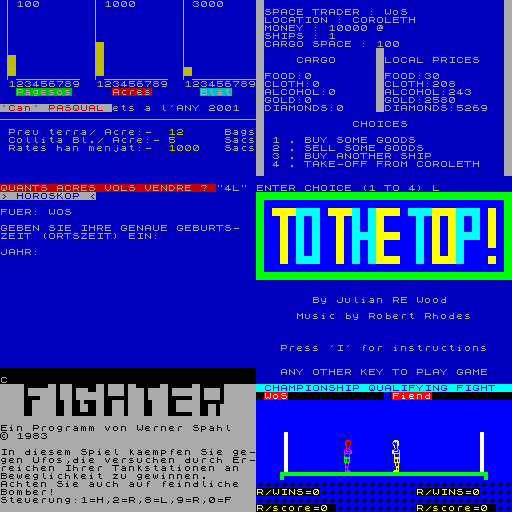 100
1000
3000
123456789
123456789
123456789
Pagesos
Acres
Blat
'Can' PASQUAL ets a l'ANY 2001
Preu terra/ Acre:- 12 Bags
Collita Bl./ Acre:- 5 Sacs
Rates han menjat:- 1000 Sacs
QUANTS ACRES VOLS VENDRE ? "4L"
SPACE TRADER : WoS
LOCATION : COROLETH
MONEY : 10000 @
SHIPS : 1
CARGO SPACE : 100
CARGO
LOCAL PRICES
FOOD:0
FOOD:30
CLOTH:0
CLOTH:208
ALCOHOL:0
ALCOHOL:243
GOLD:0
GOLD:2580
DIAMONDS:0
DIAMONDS:5269
CHOICES
1 . BUY SOME GOODS
2 . SELL SOME GOODS
3 . BUY ANOTHER SHIP
4 . TAKE-OFF FROM COROLETH
ENTER CHOICE (1 TO 4) L
> HOROSKOP <
FUER: WOS
GEBEN SIE IHRE GENAUE GEBURTS-
ZEIT (ORTSZEIT) EIN:
JAHR:
TO THE TOP!
By Julian RE Wood
Music by Robert Rhodes
Press 'I' for instructions
ANY OTHER KEY TO PLAY GAME
C
FIGHTER
Ein Programm von Werner Spahl
© 1983
In diesem Spiel kaempfen Sie ge-
gen Ufos,die versuchen durch Er-
reichen Ihrer Tankstationen an
Beweglichkeit zu gewinnen.
Achten Sie auch auf feindliche
Bomber!
Steuerung:1=H,2=R,8=L,9=R,0=F
CHAMPIONSHIP QUALIFYING FIGHT
WoS
Fiend
R/WINS=0
R/WINS=0
R/score=0
R/score=0